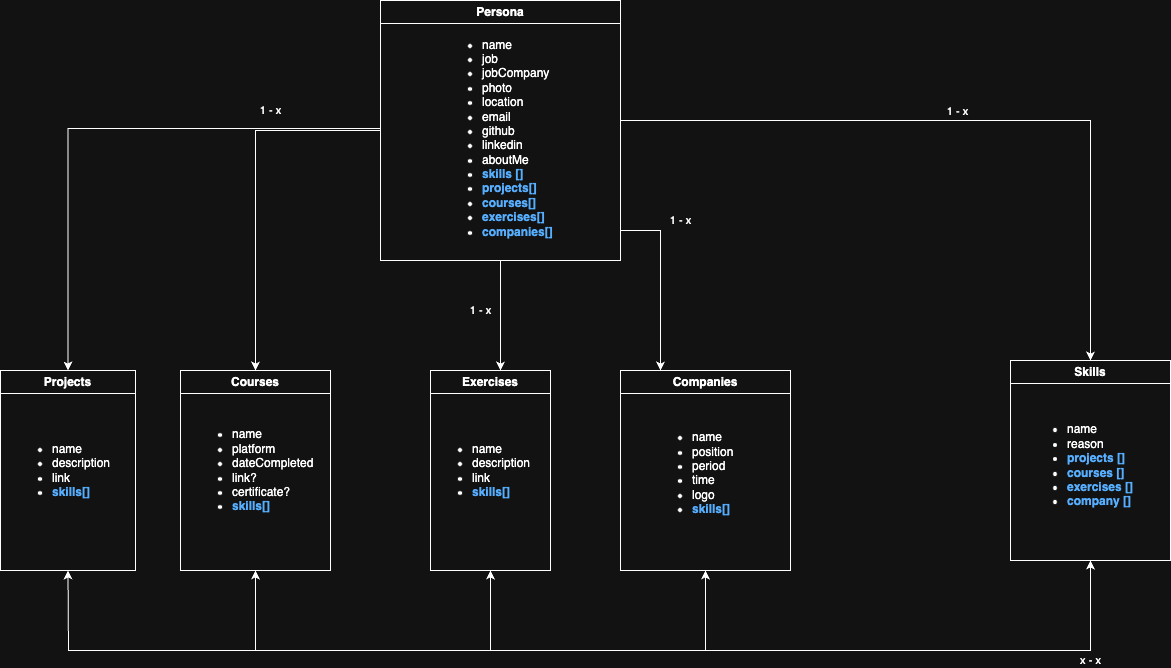 Persona
name
job
jobCompany
photo
location
email
github
linkedin
aboutMe
skills []
projects[]
courses[]
exercises[]
companies[]
1 - x
1 - x
1 - x
1 - x
Projects
name
description
link
skills[]
Courses
name
platform
dateCompleted
link?
certificate?
skills[]
Exercises
name
description
link
skills[]
Companies
name
position
period
time
logo
skills[]
Skills
name
reason
projects []
courses []
exercises []
company []
x - x